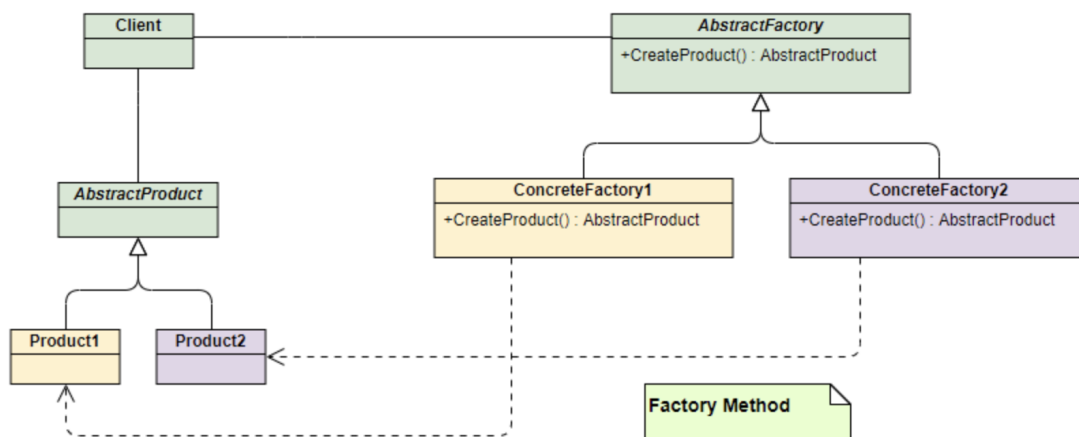 Client
AbstractFactory
+CreateProduct() : AbstractProduct
AbstractProduct
ConcreteFactory1
+CreateProduct() : AbstractProduct
ConcreteFactory2
+CreateProduct() : AbstractProduct
Product1
Product2
Factory Method